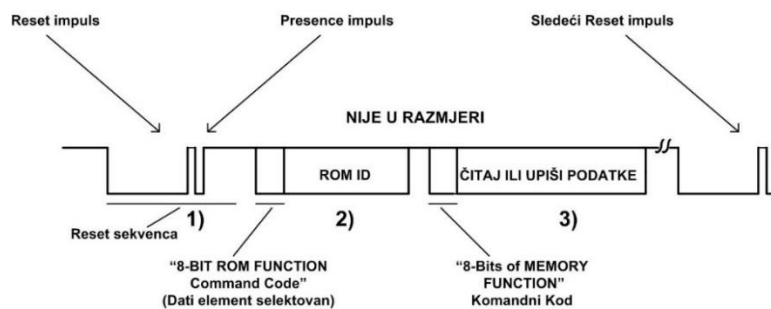 Reset impuls
Presence impuls
Sledeći Reset impuls
NIJE U RAZMJERI
ROM ID
ČITAJ ILI UPIŠI PODATKE
Reset sekvenca
1)
2)
3)
“8-BIT ROM FUNCTION
Command Code”
(Dati element selektovan)
“8-Bits of MEMORY
FUNCTION”
Komandni Kod